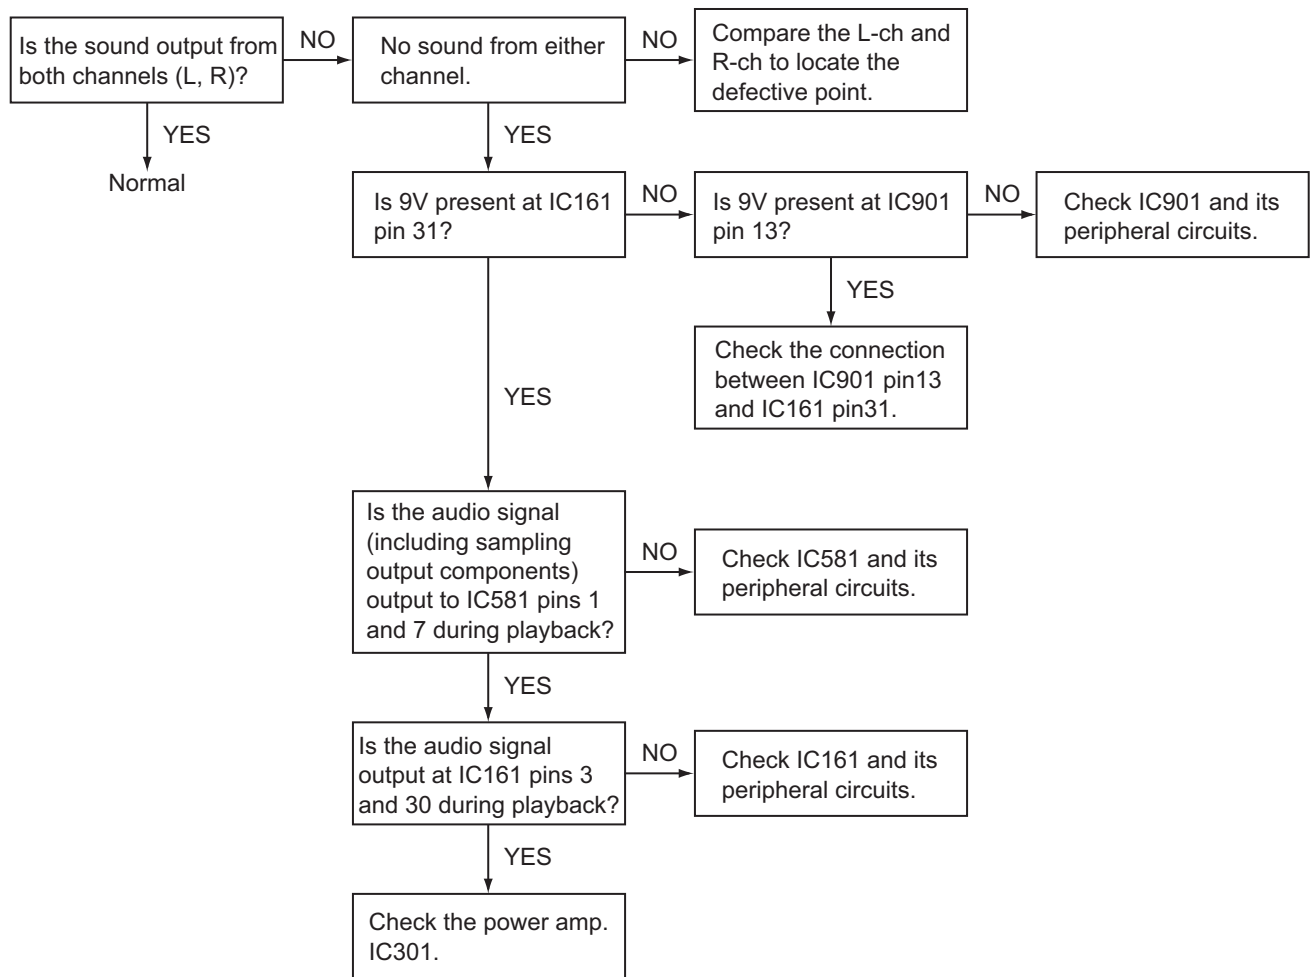 Is the sound output from
both channels (L, R)?
NO
No sound from either
channel.
NO
Compare the L-ch and
R-ch to locate the
defective point.
YES
Normal
YES
Is 9V present at IC161
pin 31?
NO
Is 9V present at IC901
pin 13?
NO
Check IC901 and its
peripheral circuits.
YES
Check the connection
between IC901 pin13
and IC161 pin31.
YES
Is the audio signal
(including sampling
output components)
output to IC581 pins 1
and 7 during playback?
NO
Check IC581 and its
peripheral circuits.
YES
Is the audio signal
output at IC161 pins 3
and 30 during playback?
NO
Check IC161 and its
peripheral circuits.
YES
Check the power amp.
IC301.